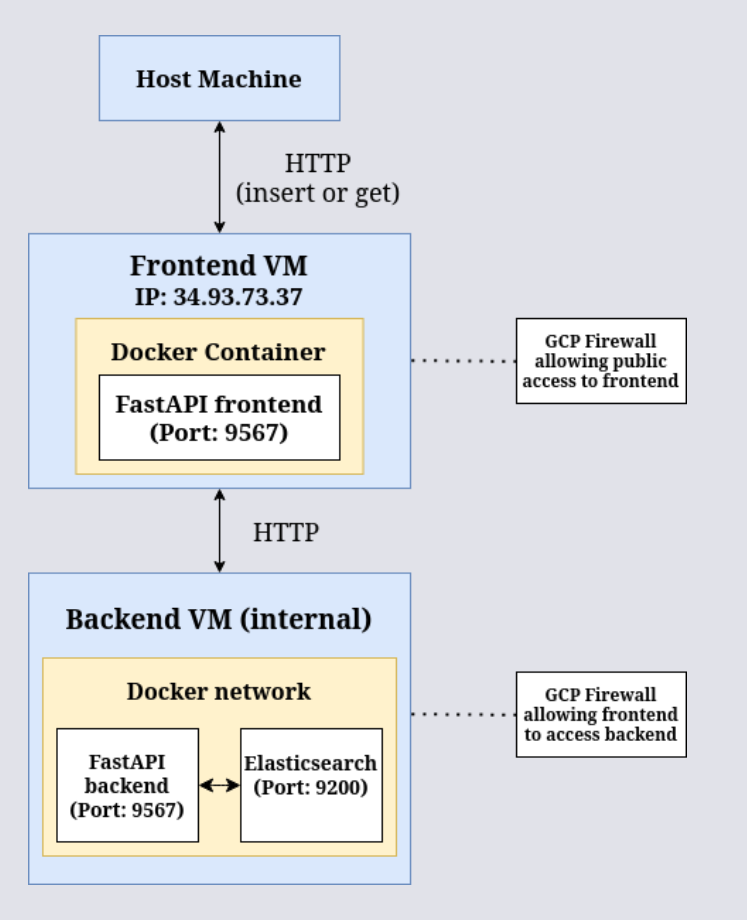 Host Machine
HTTP
(insert or get)
Frontend VM
IP: 34.93.73.37
Docker Container
FastAPI frontend
(Port: 9567)
GCP Firewall
allowing public
access to frontend
HTTP
Backend VM (internal)
Docker network
FastAPI
backend
(Port: 9567)
Elasticsearch
(Port: 9200)
GCP Firewall
allowing frontend
to access backend